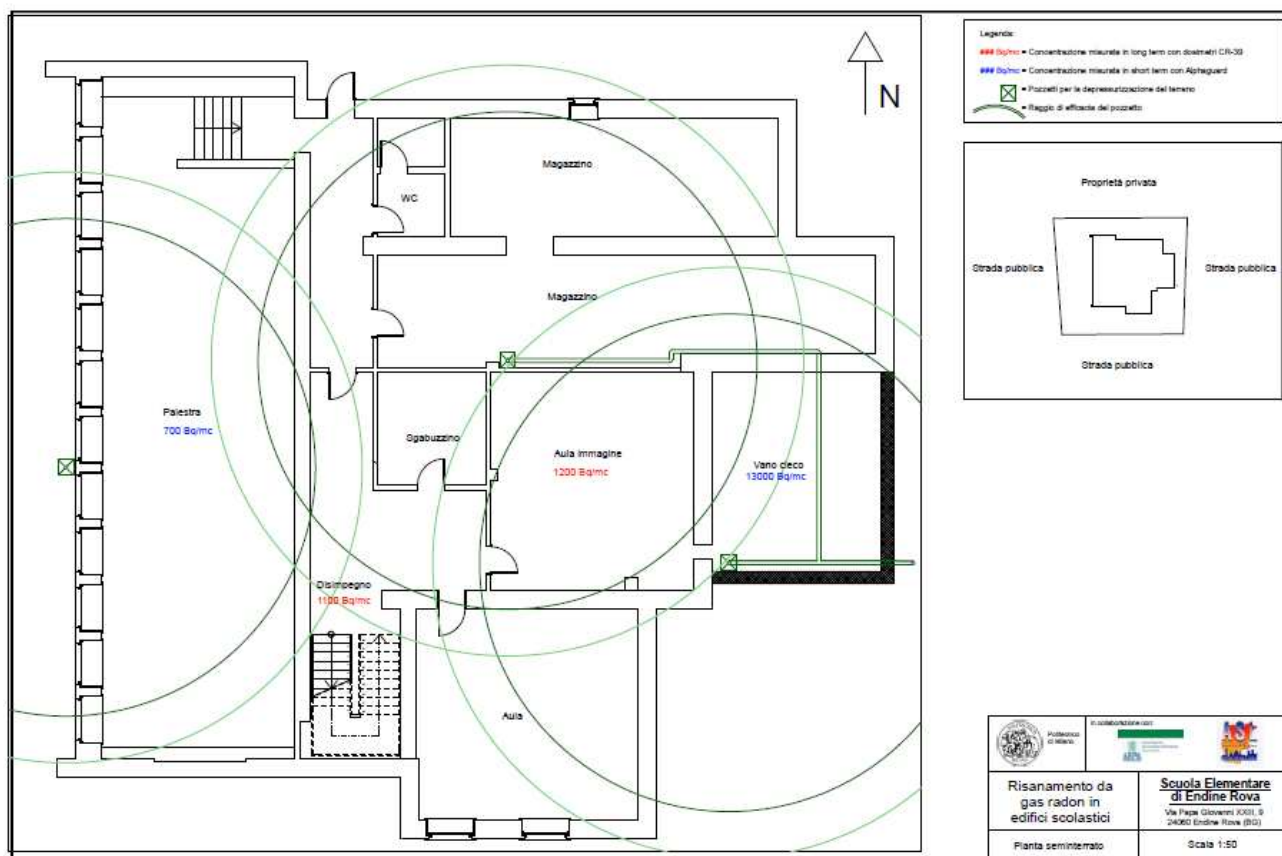 Legenda:
### Bq/mc = Concentrazione misurata in long term con dosimetri CR-39
### Bq/mc = Concentrazione misurata in short term con Alphaguard
= Pozzetti per la depressurizzazione del terreno
= Raggio di efficacia del pozzetto
N
Magazzino
WC
Magazzino
Palestra
700 Bq/mc
Sgabuzzino
Aula immagine
1200 Bq/mc
Vano cieco
13000 Bq/mc
Disimpegno
1100 Bq/mc
Aula
Proprietà privata
Strada pubblica
Strada pubblica
Strada pubblica
Politecnico
di Milano
in collaborazione con:
Risanamento da
gas radon in
edifici scolastici
Scuola Elementare
di Endine Rova
Via Papa Giovanni XXIII, 9
24060 Endine Rova (BG)
Planta seminterrato
Scala 1:50